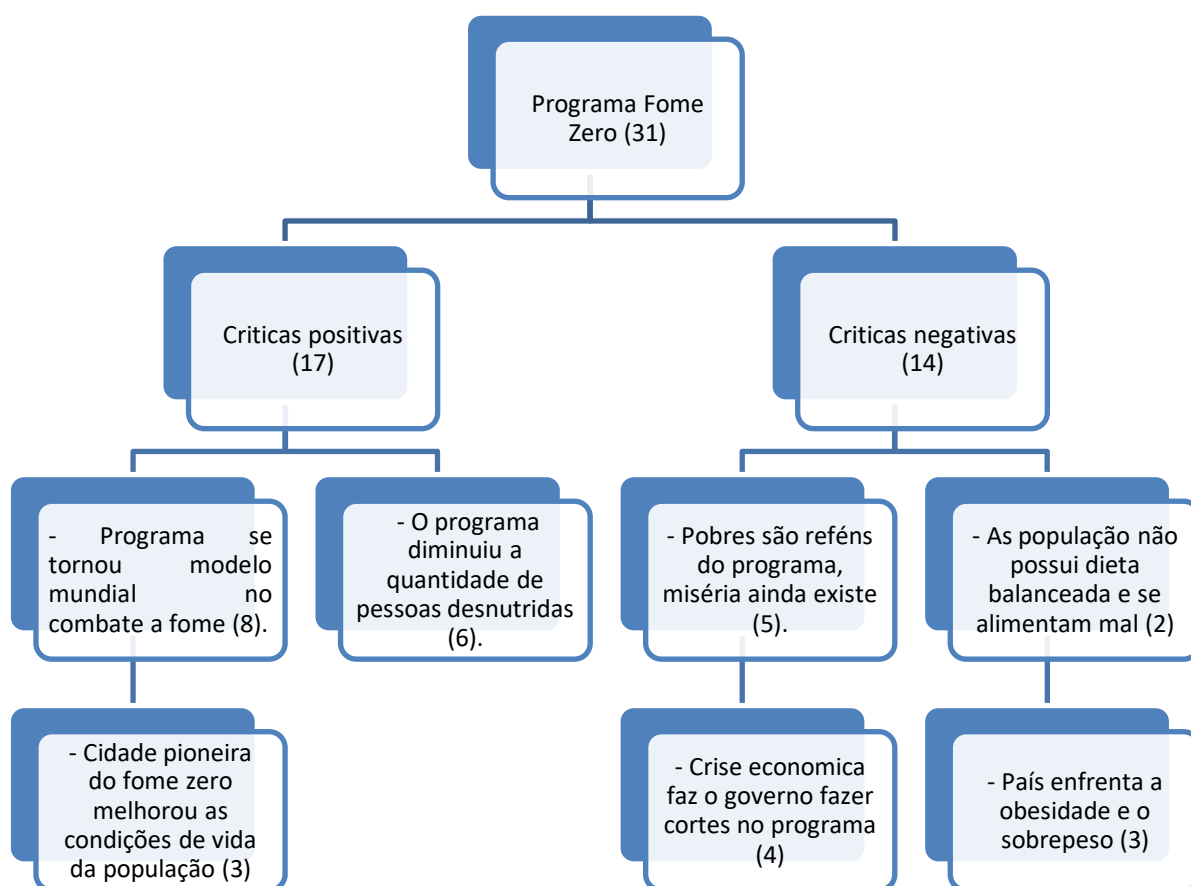 Programa Fome
Zero (31)
Criticas positivas
(17)
Criticas negativas
(14)
- Programa se
tornou modelo
mundial no
combate a fome (8).
- O programa
diminuiu a
quantidade de
pessoas desnutridas
(6).
- Pobres são reféns
do programa,
miséria ainda existe
(5).
- As população não
possui dieta
balanceada e se
alimentam mal (2)
- Cidade pioneira
do fome zero
melhorou as
condições de vida
da população (3)
- Crise economica
faz o governo fazer
cortes no programa
(4)
- País enfrenta a
obesidade e o
sobrepeso (3)